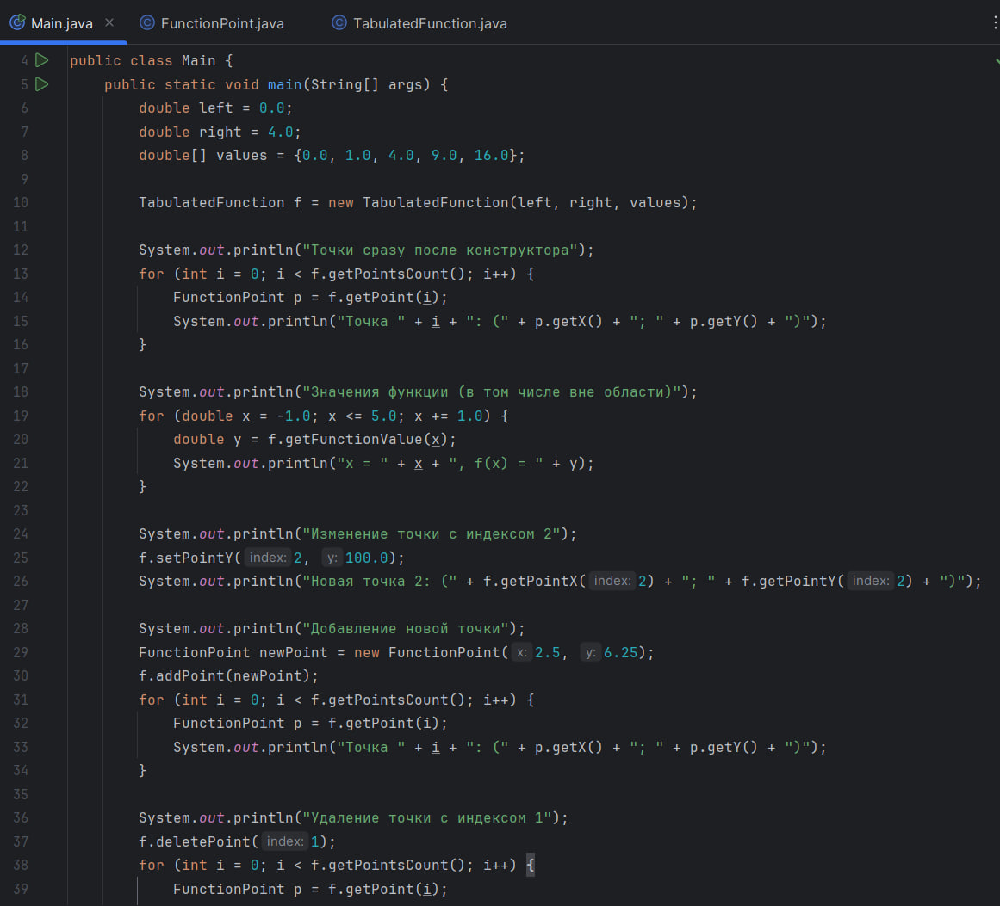 Main.java × FunctionPoint.java TabulatedFunction.java
4 public class Main {
5 public static void main(String[] args) {
6 double left = 0.0;
7 double right = 4.0;
8 double[] values = {0.0, 1.0, 4.0, 9.0, 16.0};
9
10 TabulatedFunction f = new TabulatedFunction(left, right, values);
11
12 System.out.println("Точки сразу после конструктора");
13 for (int i = 0; i < f.getPointsCount(); i++) {
14 FunctionPoint p = f.getPoint(i);
15 System.out.println("Точка " + i + ": (" + p.getX() + "; " + p.getY() + ")");
16 }
17
18 System.out.println("Значения функции (в том числе вне области)");
19 for (double x = -1.0; x <= 5.0; x += 1.0) {
20 double y = f.getFunctionValue(x);
21 System.out.println("x = " + x + ", f(x) = " + y);
22 }
23
24 System.out.println("Изменение точки с индексом 2");
25 f.setPointY( index: 2, y: 100.0);
26 System.out.println("Новая точка 2: (" + f.getPointX( index: 2) + "; " + f.getPointY( index: 2) + ")");
27
28 System.out.println("Добавление новой точки");
29 FunctionPoint newPoint = new FunctionPoint( x: 2.5, y: 6.25);
30 f.addPoint(newPoint);
31 for (int i = 0; i < f.getPointsCount(); i++) {
32 FunctionPoint p = f.getPoint(i);
33 System.out.println("Точка " + i + ": (" + p.getX() + "; " + p.getY() + ")");
34 }
35
36 System.out.println("Удаление точки с индексом 1");
37 f.deletePoint( index: 1);
38 for (int i = 0; i < f.getPointsCount(); i++) {
39 FunctionPoint p = f.getPoint(i);